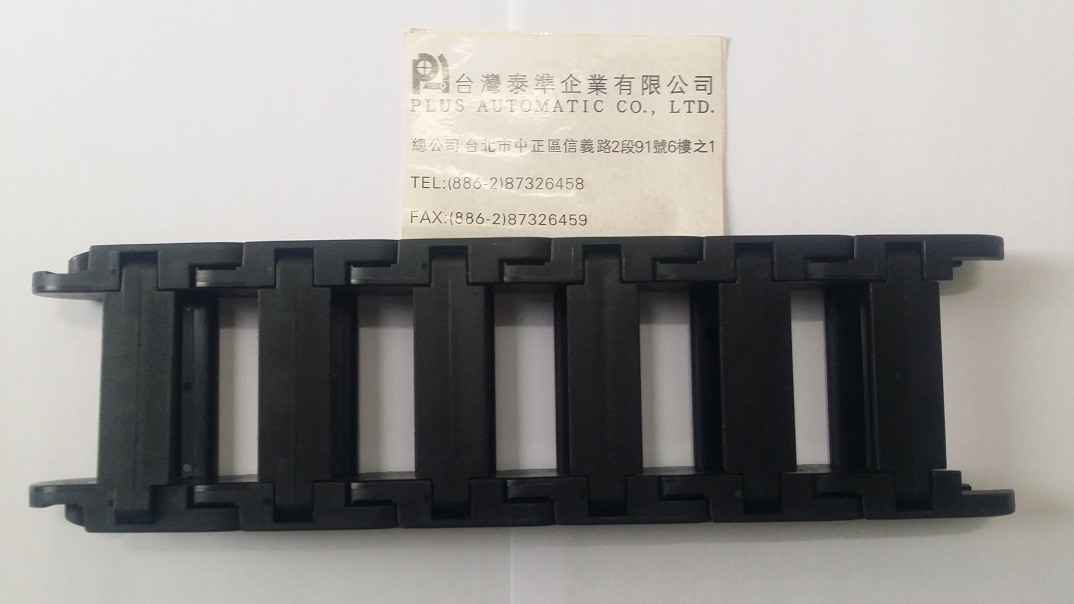 台灣泰準企業有限公司
PLUS AUTOMATIC CO., LTD.
總公司:台北市中正區信義路2段91號6樓之1
TEL:(886-2)87326458
FAX:(886-2)87326459